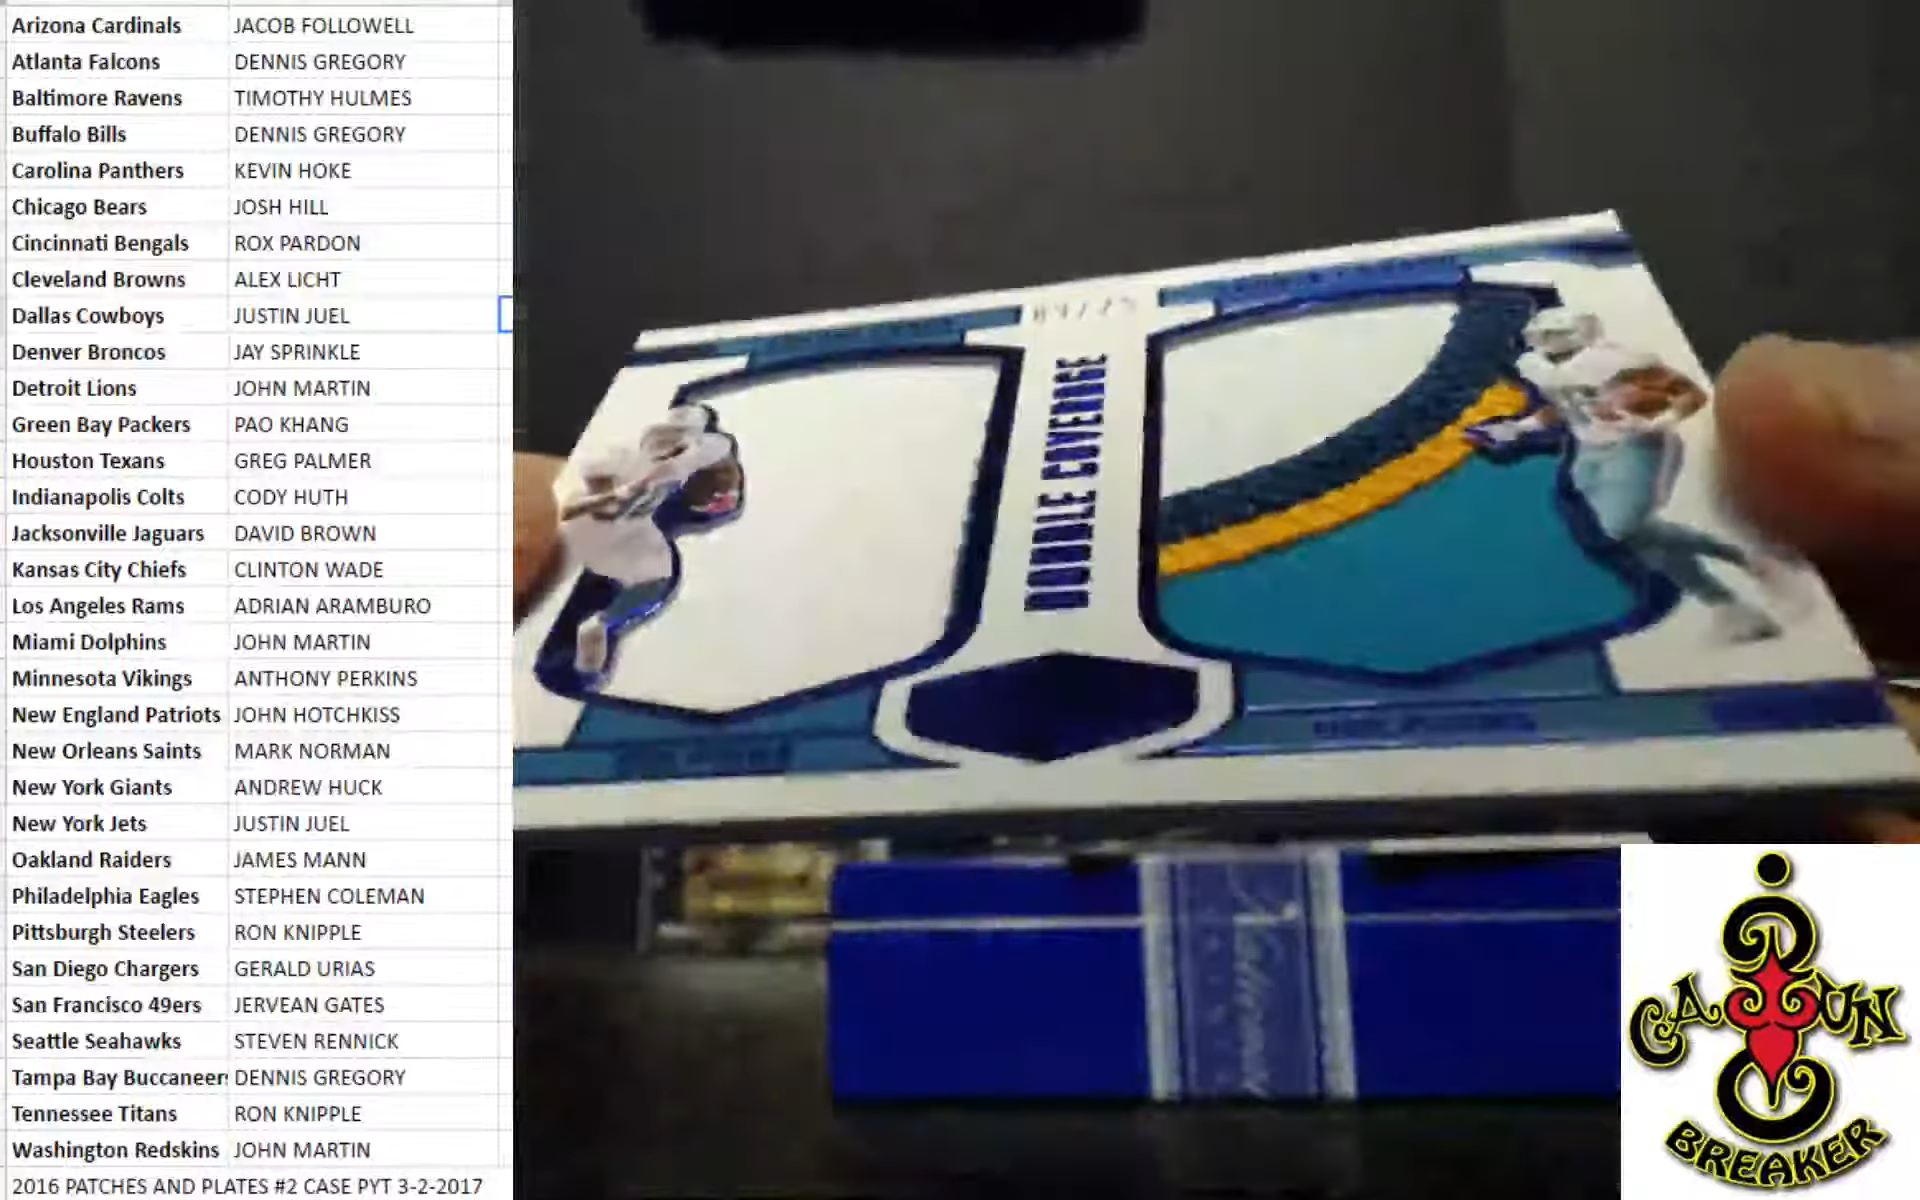 Arizona Cardinals JACOB FOLLOWELL
Atlanta Falcons DENNIS GREGORY
Baltimore Ravens TIMOTHY HULMES
Buffalo Bills DENNIS GREGORY
Carolina Panthers KEVIN HOKE
Chicago Bears JOSH HILL
Cincinnati Bengals ROX PARDON
Cleveland Browns ALEX LICHT
Dallas Cowboys JUSTIN JUEL
Denver Broncos JAY SPRINKLE
Detroit Lions JOHN MARTIN
Green Bay Packers PAO KHANG
Houston Texans GREG PALMER
Indianapolis Colts CODY HUTH
Jacksonville Jaguars DAVID BROWN
Kansas City Chiefs CLINTON WADE
Los Angeles Rams ADRIAN ARAMBURO
Miami Dolphins JOHN MARTIN
Minnesota Vikings ANTHONY PERKINS
New England Patriots JOHN HOTCHKISS
New Orleans Saints MARK NORMAN
New York Giants ANDREW HUCK
New York Jets JUSTIN JUEL
Oakland Raiders JAMES MANN
Philadelphia Eagles STEPHEN COLEMAN
Pittsburgh Steelers RON KNIPPLE
San Diego Chargers GERALD URIAS
San Francisco 49ers JERVEAN GATES
Seattle Seahawks STEVEN RENNICK
Tampa Bay Buccaneers DENNIS GREGORY
Tennessee Titans RON KNIPPLE
Washington Redskins JOHN MARTIN
2016 PATCHES AND PLATES #2 CASE PYT 3-2-2017
DOUBLE COVERAGE
National
CAJUN
BREAKER